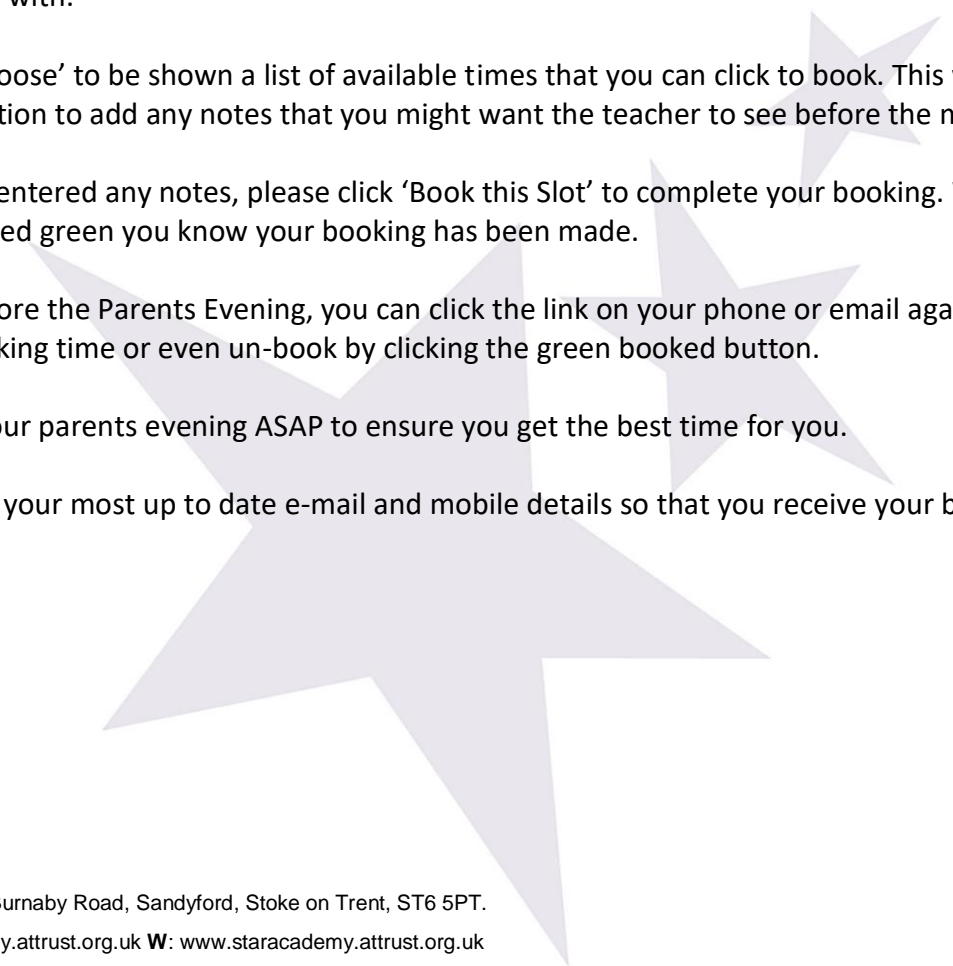 with.
oose’ to be shown a list of available times that you can click to book. This
tion to add any notes that you might want the teacher to see before the
entered any notes, please click ‘Book this Slot’ to complete your booking.
ed green you know your booking has been made.
ore the Parents Evening, you can click the link on your phone or email aga
king time or even un-book by clicking the green booked button.
our parents evening ASAP to ensure you get the best time for you.
your most up to date e-mail and mobile details so that you receive your b
urnaby Road, Sandyford, Stoke on Trent, ST6 5PT.
y.attrust.org.uk W: www.staracademy.attrust.org.uk